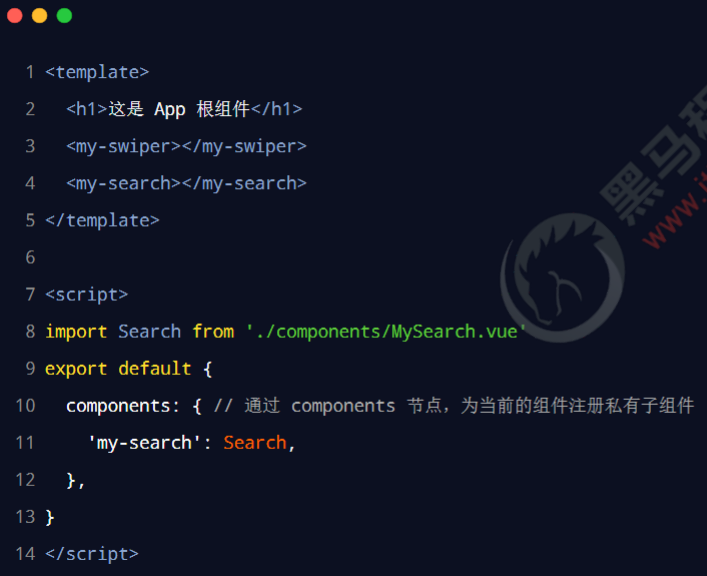 1 <template>
2 <h1>这是 App 根组件</h1>
3 <my-swiper></my-swiper>
4 <my-search></my-search>
5 </template>
6
7 <script>
8 import Search from './components/MySearch.vue'
9 export default {
10 components: { // 通过 components 节点，为当前的组件注册私有子组件
11 'my-search': Search,
12 },
13 }
14 </script>
黑马
www.